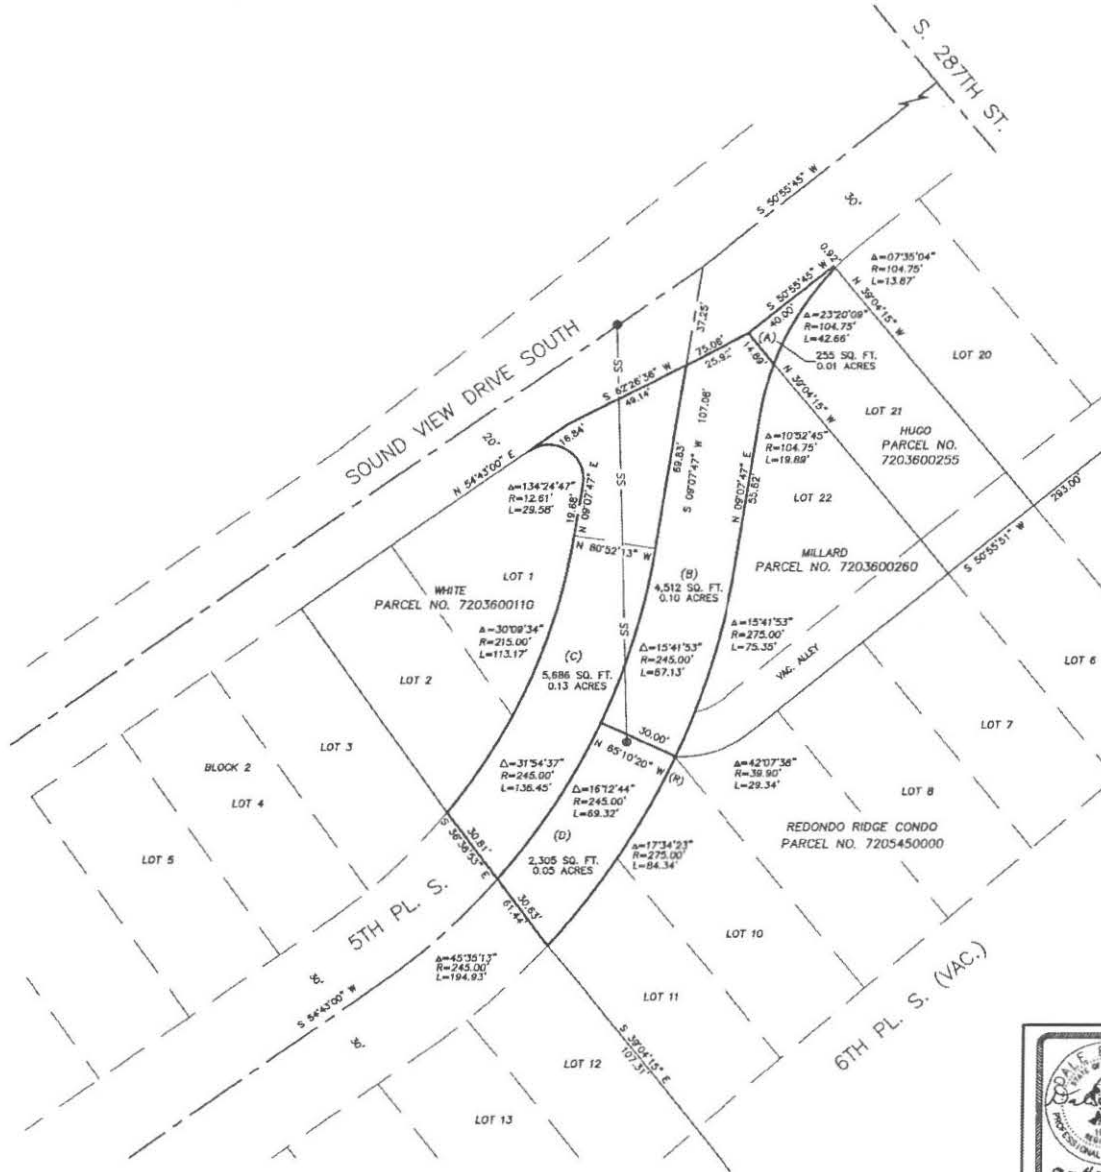 S. 287TH ST.
S 50°55'45" W
30'
SOUND VIEW DRIVE SOUTH
20'
N 54°43'00" E
0.92'
Δ=07°35'04"
R=104.75'
L=13.87'
N 39°04'15" W
S 50°55'45" W
40.00'
Δ=23°20'09"
R=104.75'
L=42.66'
(A)
255 SQ. FT.
0.01 ACRES
37.25'
75.06'
25.92'
14.89'
N 39°04'15" W
S 62°26'36" W
49.14'
16.84'
SS
SS
SS
LOT 20
LOT 21
HUGO
PARCEL NO.
7203600255
Δ=10°52'45"
R=104.75'
L=19.89'
LOT 22
69.83'
S 09°07'47" W 107.06'
N 09°07'47" E
55.62'
Δ=134°24'47"
R=12.61'
L=29.58'
19.68'
N 09°07'47" E
N 80°52'13" W
293.00'
S 50°55'51" W
MILLARD
PARCEL NO. 7203600260
(B)
4,512 SQ. FT.
0.10 ACRES
WHITE
LOT 1
PARCEL NO. 7203600110
Δ=30°09'34"
R=215.00'
L=113.17'
Δ=15°41'53"
R=275.00'
L=75.35'
Δ=15°41'53"
R=245.00'
L=67.13'
(C)
5,686 SQ. FT.
0.13 ACRES
VAC. ALLEY
LOT 6
LOT 7
LOT 2
LOT 3
BLOCK 2
LOT 4
LOT 5
30.00'
N 65°10'20" W (R)
Δ=31°54'37"
R=245.00'
L=136.45'
Δ=16°12'44"
R=245.00'
L=69.32'
Δ=42°07'38"
R=39.90'
L=29.34'
LOT 8
REDONDO RIDGE CONDO
PARCEL NO. 7205450000
(D)
2,305 SQ. FT.
0.05 ACRES
Δ=17°34'23"
R=275.00'
L=84.34'
30.81'
S 36°38'53" E
30.63'
61.44'
5TH PL. S.
30'
S 54°43'00" W
30'
Δ=45°35'13"
R=245.00'
L=194.93'
LOT 10
LOT 11
LOT 12
LOT 13
S 39°04'15" E
107.31'
6TH PL. S. (VAC.)
DALE
STATE OF
PROFESSIONAL